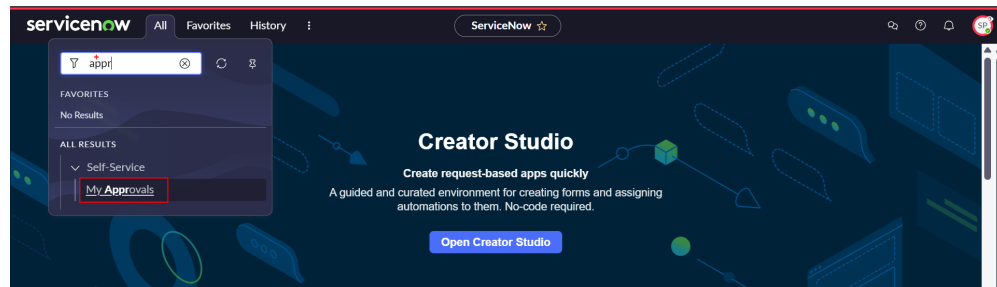 servicenow All Favorites History ServiceNow SP
appr
FAVORITES
No Results
ALL RESULTS
Self-Service
My Approvals
Creator Studio
Create request-based apps quickly
A guided and curated environment for creating forms and assigning
automations to them. No-code required.
Open Creator Studio